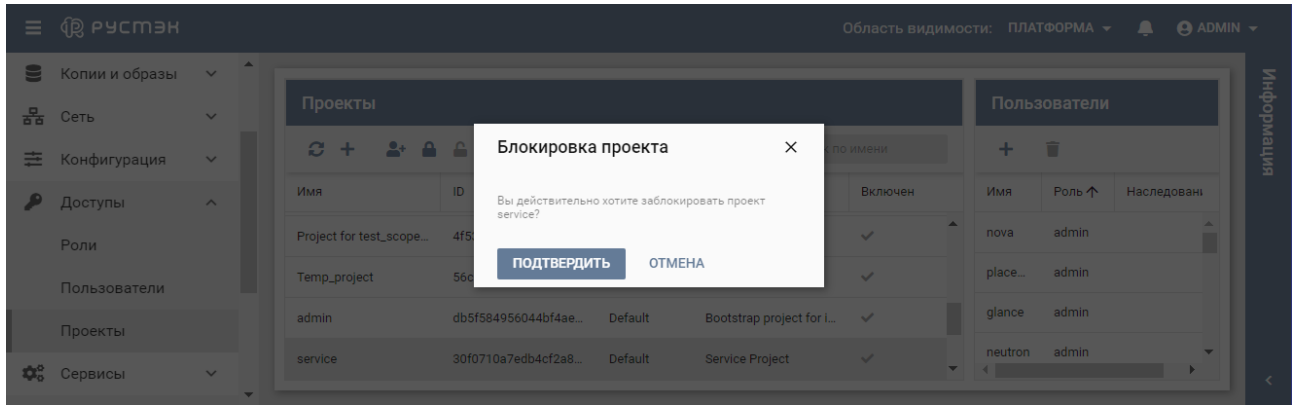 РУСТЭК
Область видимости: ПЛАТФОРМА
ADMIN
Копии и образы
Сеть
Конфигурация
Доступы
Роли
Пользователи
Проекты
Сервисы
Проекты
по имени
Имя ID Включен
Project for test_scope... 4f5
Temp_project 56c
admin db5f584956044bf4ae... Default Bootstrap project for i...
service 30f0710a7edb4cf2a8... Default Service Project
Блокировка проекта
Вы действительно хотите заблокировать проект
service?
ПОДТВЕРДИТЬ ОТМЕНА
Пользователи
Имя Роль Наследовани
nova admin
place... admin
glance admin
neutron admin
Информация